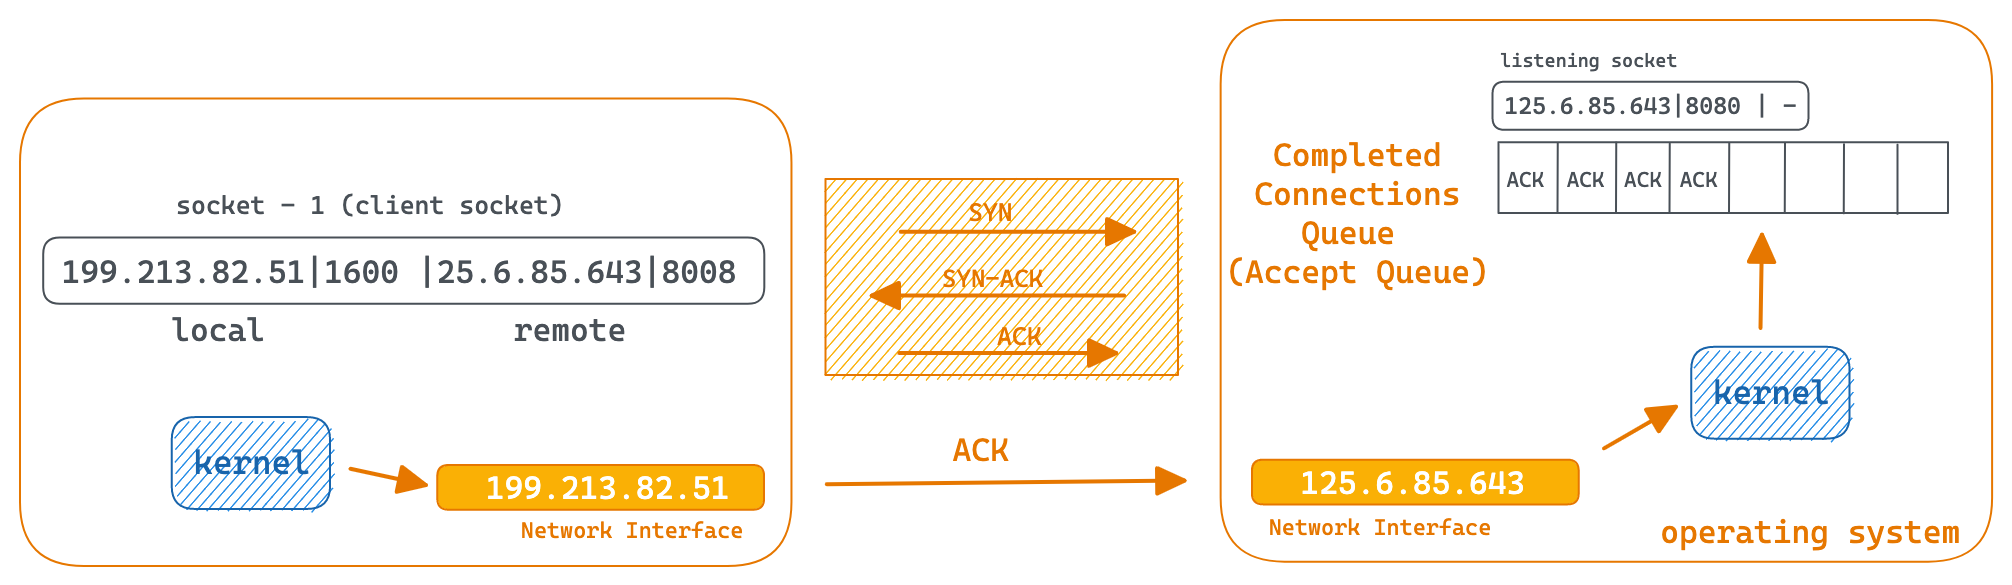 socket - 1 (client socket)
199.213.82.51|1600 |25.6.85.643|8008
local
remote
kernel
199.213.82.51
Network Interface
SYN
SYN-ACK
ACK
ACK
listening socket
125.6.85.643|8080 | -
Completed
Connections
Queue
(Accept Queue)
ACK ACK ACK ACK
kernel
125.6.85.643
Network Interface
operating system